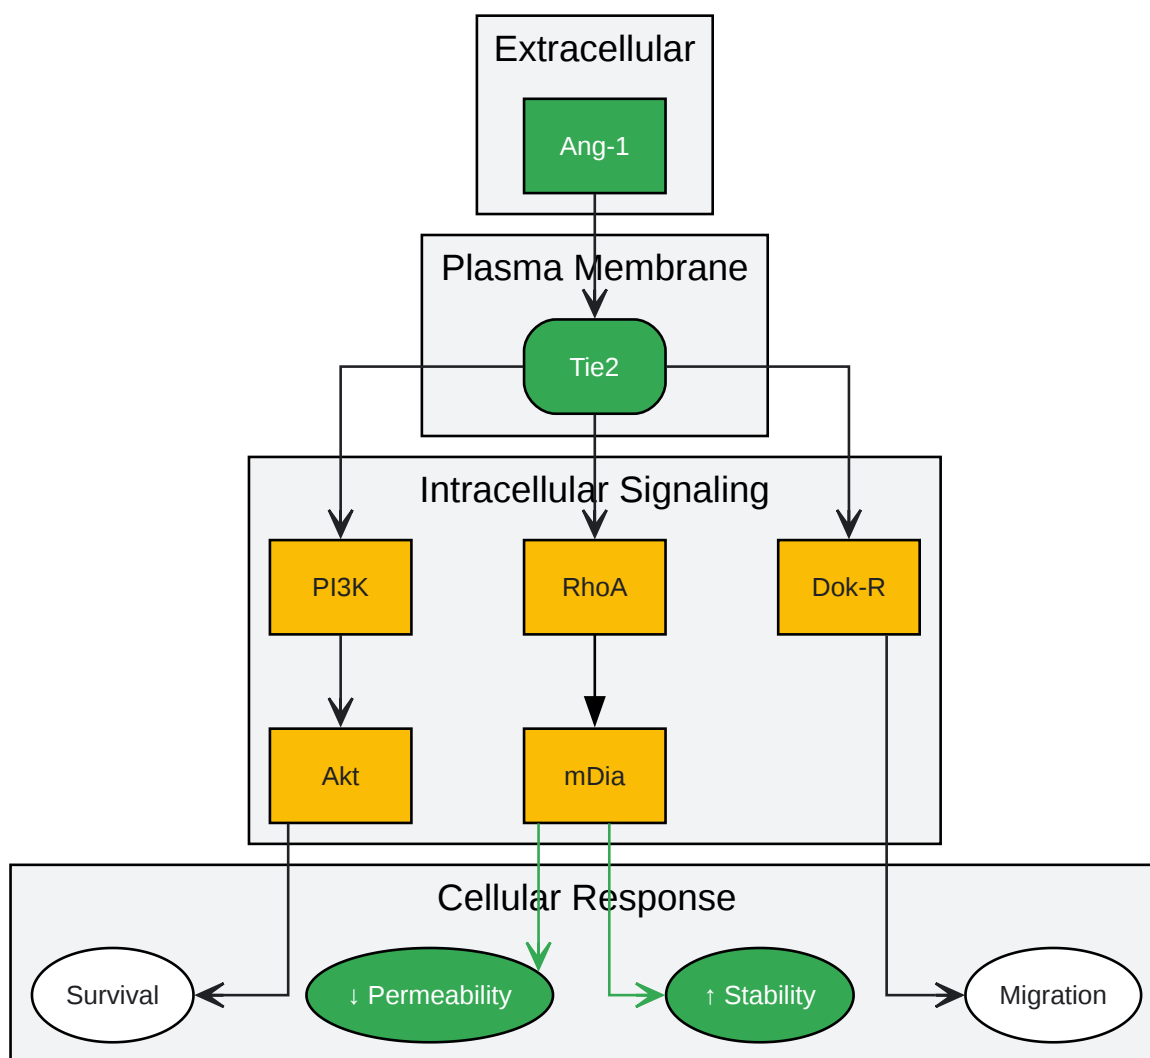 Extracellular
Ang-1
Plasma Membrane
Tie2
Intracellular Signaling
PI3K
RhoA
Dok-R
Akt
mDia
Cellular Response
Survival
↓ Permeability
↑ Stability
Migration